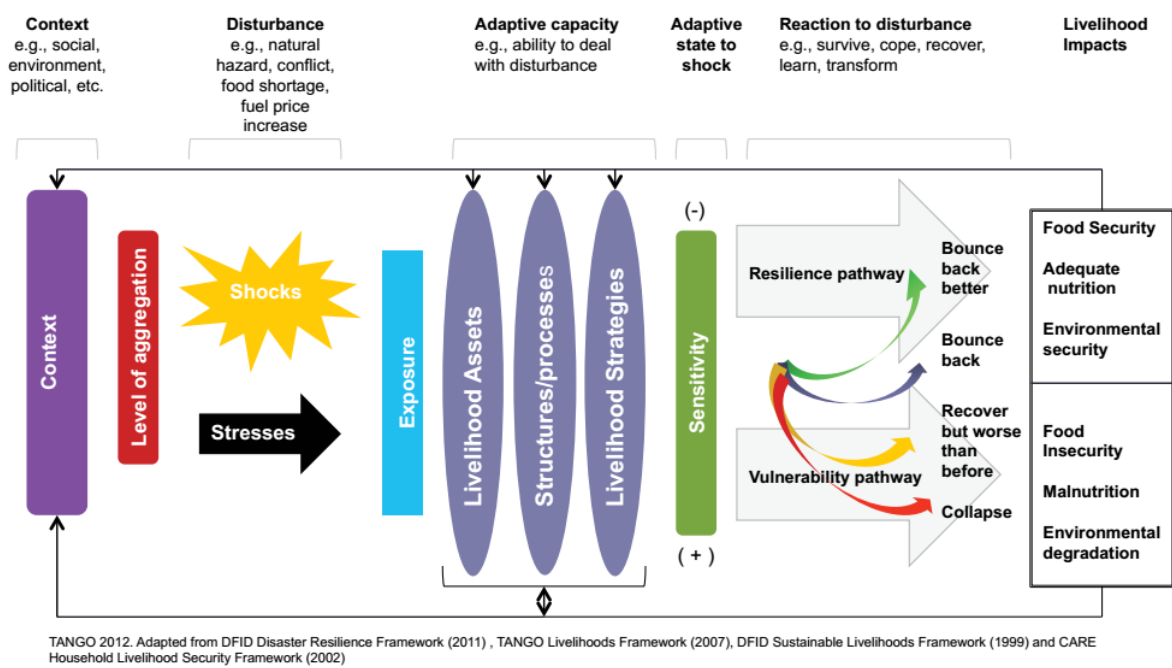 Context
e.g., social,
environment,
political, etc.
Disturbance
e.g., natural
hazard, conflict,
food shortage,
fuel price
increase
Adaptive capacity
e.g., ability to deal
with disturbance
Adaptive
state to
shock
Reaction to disturbance
e.g., survive, cope, recover,
learn, transform
Livelihood
Impacts
Context
Level of aggregation
Shocks
Stresses
Exposure
Livelihood Assets
Structures/processes
Livelihood Strategies
(-)
Sensitivity
( + )
Resilience pathway
Bounce
back
better
Bounce
back
Vulnerability pathway
Recover
but worse
than
before
Collapse
Food Security
Adequate
nutrition
Environmental
security
Food
Insecurity
Malnutrition
Environmental
degradation
TANGO 2012. Adapted from DFID Disaster Resilience Framework (2011) , TANGO Livelihoods Framework (2007), DFID Sustainable Livelihoods Framework (1999) and CARE
Household Livelihood Security Framework (2002)